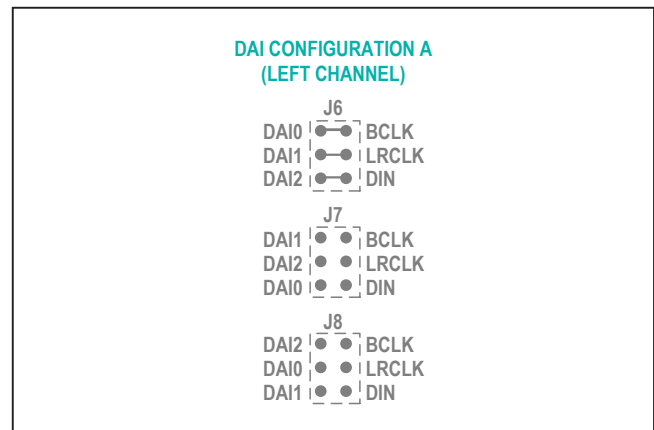 DAI CONFIGURATION A
(LEFT CHANNEL)
J6
DAI0 BCLK
DAI1 LRCLK
DAI2 DIN
J7
DAI1 BCLK
DAI2 LRCLK
DAI0 DIN
J8
DAI2 BCLK
DAI0 LRCLK
DAI1 DIN